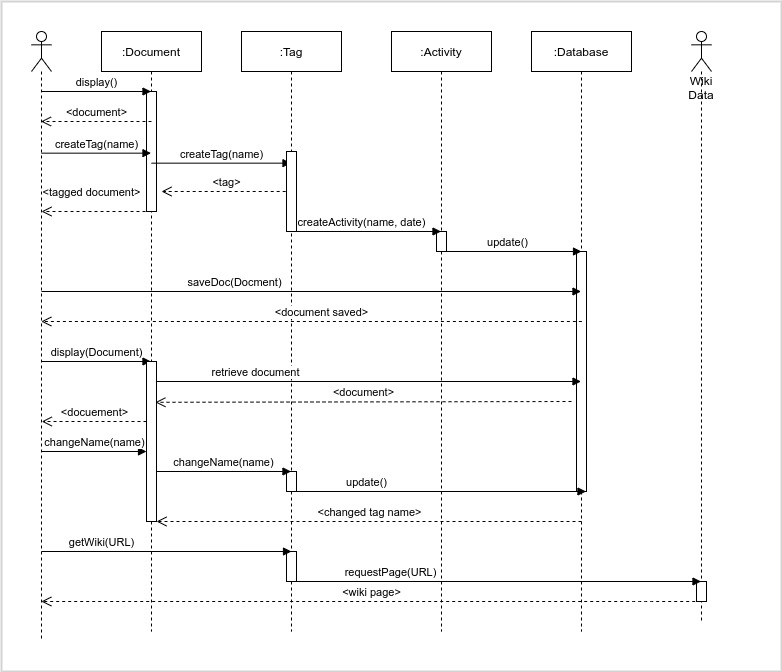 :Document
:Tag
:Activity
:Database
Wiki
Data
display()
<document>
createTag(name)
createTag(name)
<tag>
<tagged document>
createActivity(name, date)
update()
saveDoc(Docment)
<document saved>
display(Document)
retrieve document
<document>
<docuement>
changeName(name)
changeName(name)
update()
<changed tag name>
getWiki(URL)
requestPage(URL)
<wiki page>